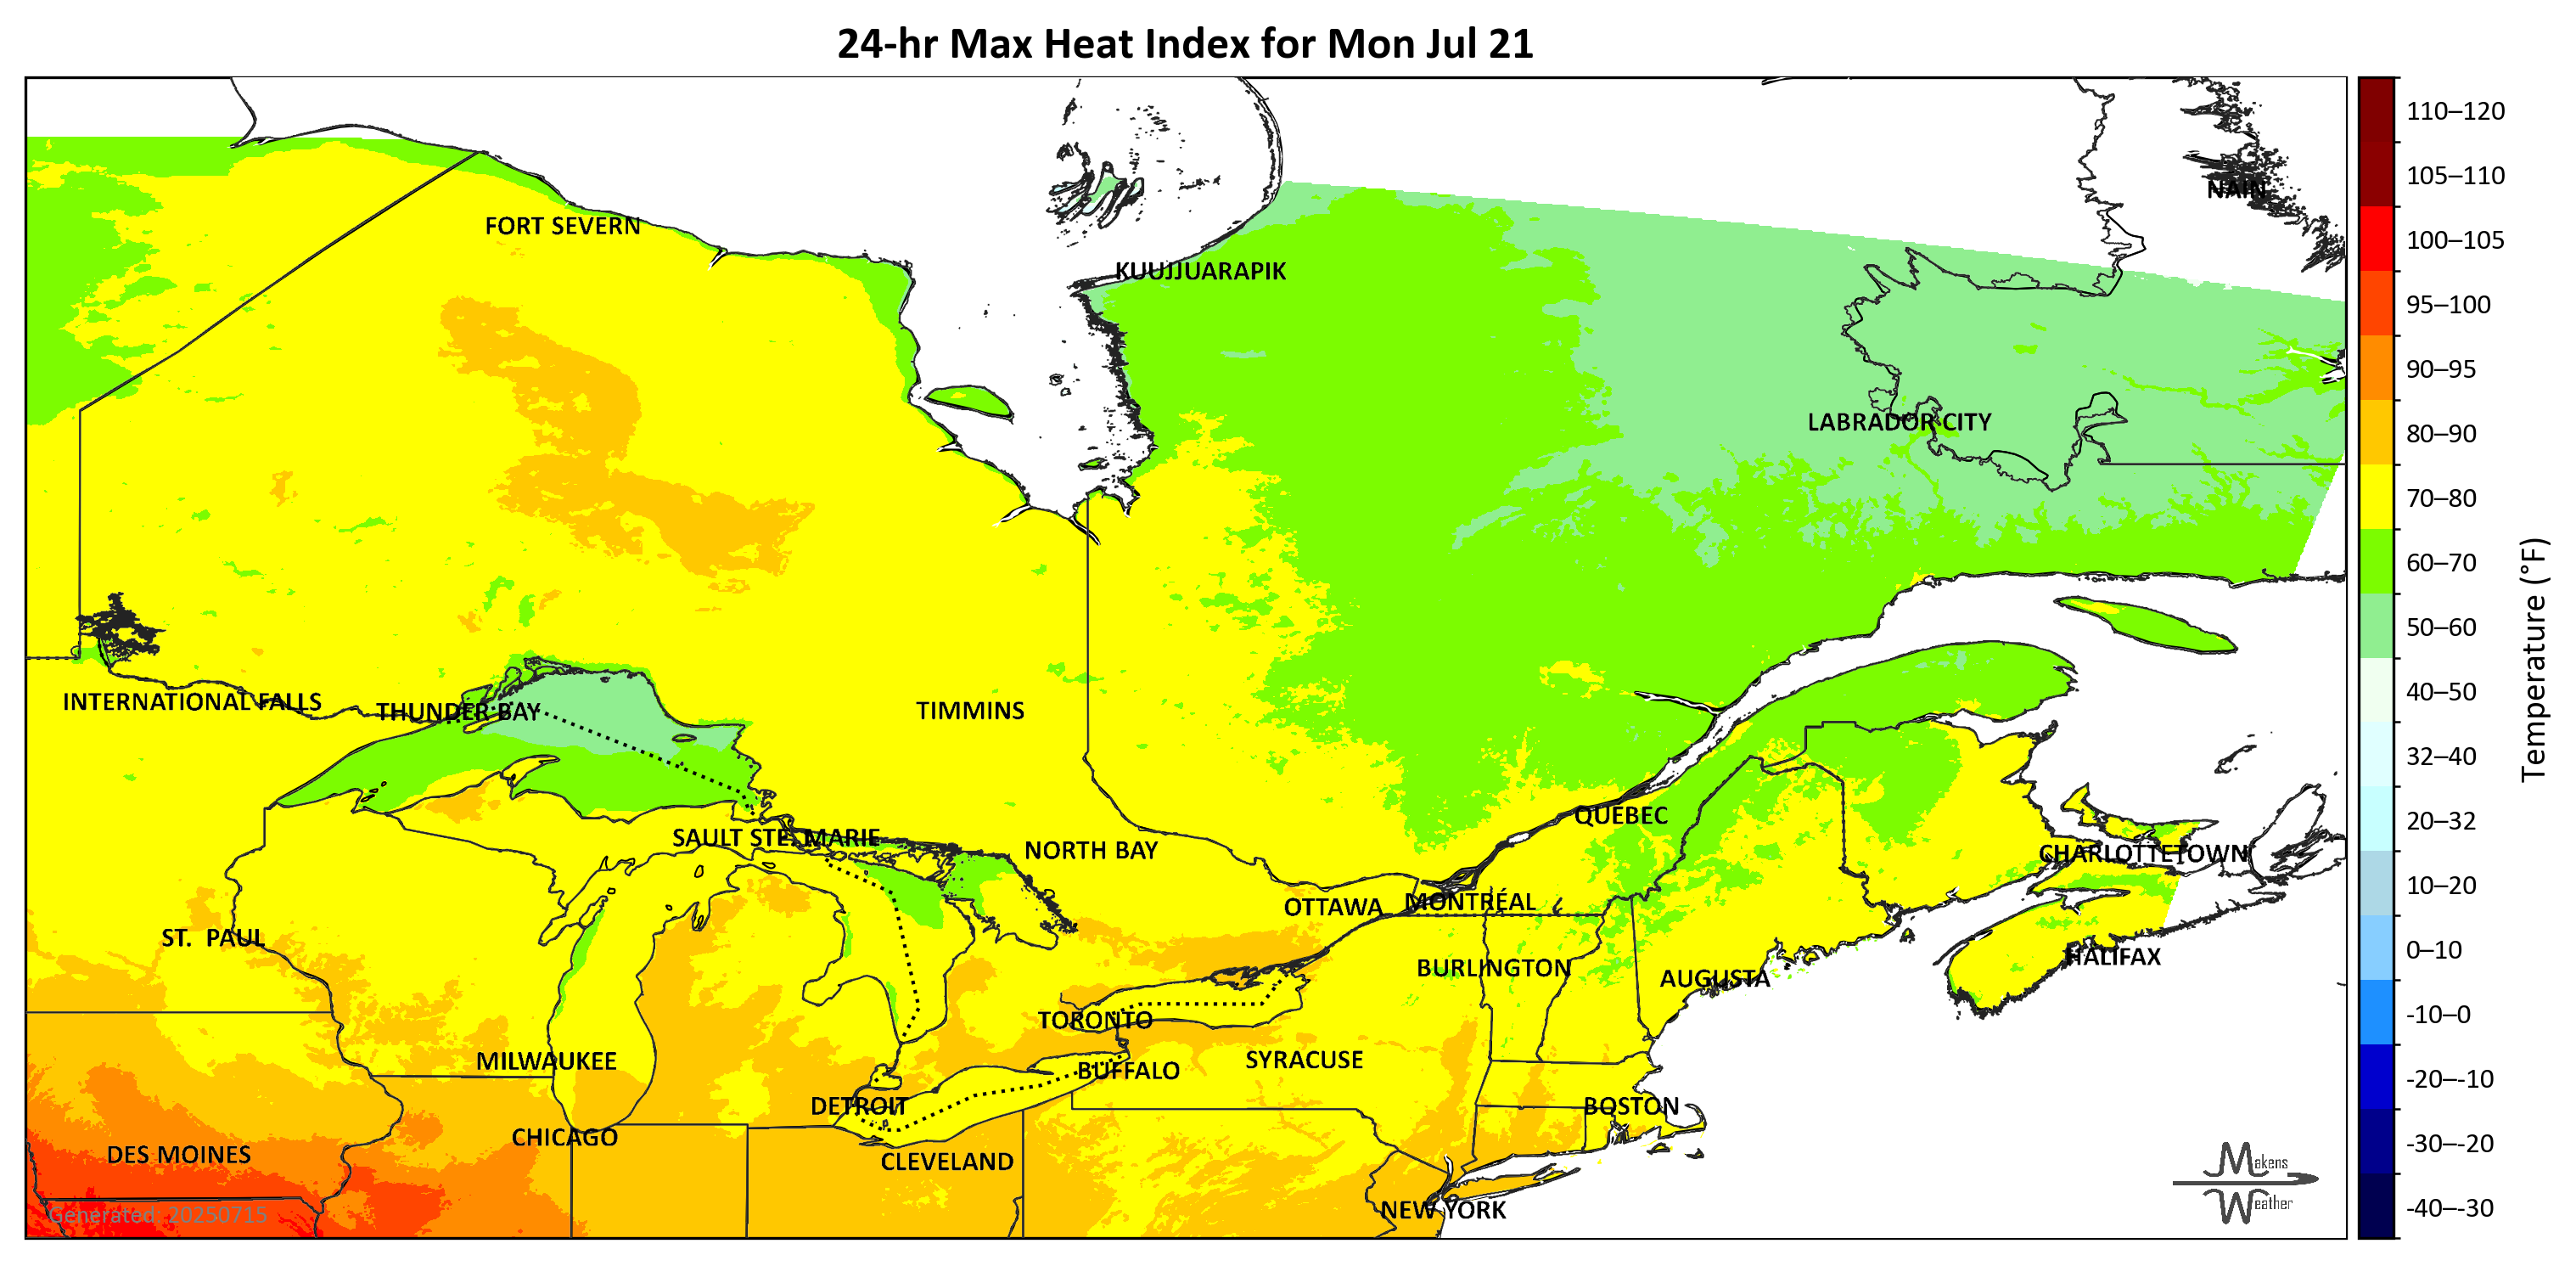 24-hr Max Heat Index for Mon Jul 21
NAIN
FORT SEVERN
KUUJJUARAPIK
LABRADOR CITY
INTERNATIONAL FALLS
THUNDER BAY
TIMMINS
QUEBEC
SAULT STE. MARIE
NORTH BAY
CHARLOTTETOWN
OTTAWA
MONTRÉAL
ST. PAUL
HALIFAX
BURLINGTON
AUGUSTA
TORONTO
MILWAUKEE
SYRACUSE
BUFFALO
DETROIT
BOSTON
CHICAGO
DES MOINES
CLEVELAND
NEW YORK
Generated: 20250715
Makens
Weather
110–120
105–110
100–105
95–100
90–95
80–90
70–80
60–70
50–60
40–50
32–40
20–32
10–20
0–10
-10–0
-20–-10
-30–-20
-40–-30
Temperature (°F)